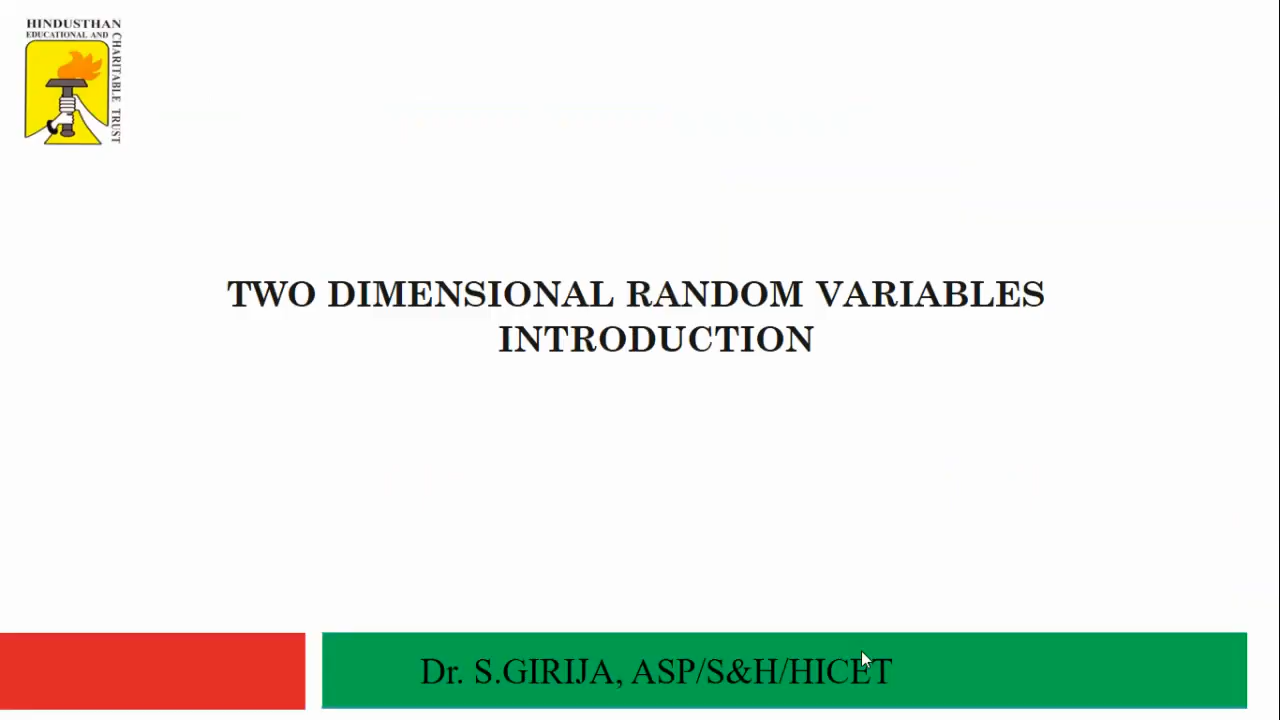 HINDUSTHAN
EDUCATIONAL AND
CHARITABLE TRUST
TWO DIMENSIONAL RANDOM VARIABLES
INTRODUCTION
Dr. S.GIRIJA, ASP/S&H/HICET